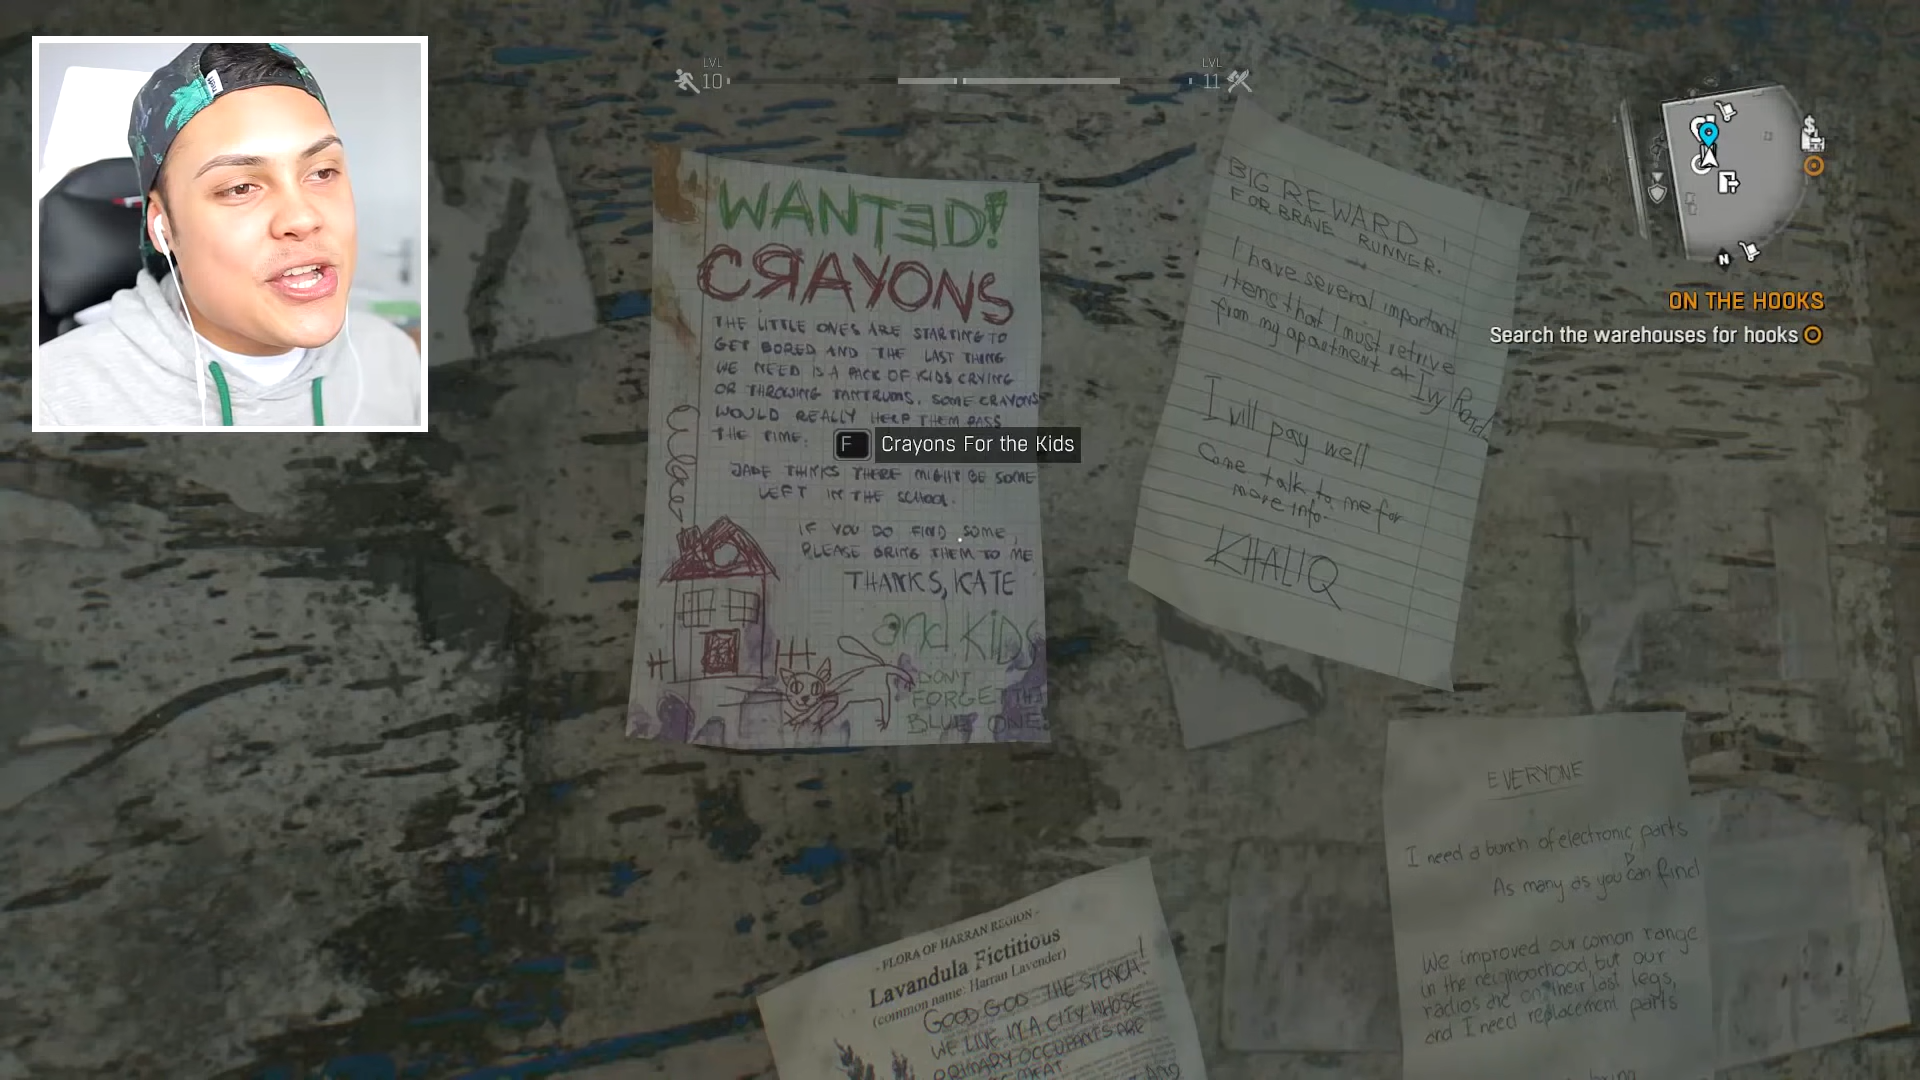 LVL
10
LVL
11
N
ON THE HOOKS
Search the warehouses for hooks
WANTED!
CRAYONS
THE LITTLE ONES ARE STARTING TO
GET BORED AND THE LAST THING
WE NEED IS A PACK OF KIDS CRYING
OR THROWING TANTRUMS. SOME CRAYONS
WOULD REALLY HELP THEM PASS
THE TIME.
F Crayons For the Kids
JADE THINKS THERE MIGHT BE SOME
LEFT IN THE SCHOOL.
IF YOU DO FIND SOME,
PLEASE BRING THEM TO ME
THANKS, KATE
and KiDS
DON'T
FORGET THE
BLUE ONE
BIG REWARD!
FOR BRAVE RUNNER.
I have several important
items that I must retrive
from my apartment at Ivy Road.
I will pay well
Come talk to me for
more info.
KHALIQ
EVERYONE
I need a bunch of electronic parts
As many as you can find
We improved our comon range
in the neighboorhood, but our
radios are on their last legs,
and I need replacement parts
bring
- FLORA OF HARRAN REGION -
Lavandula Fictitious
(common name: Harran Lavender)
GOOD GOD - THE STENCH!
WE LIVE IN A CITY WHOSE
PRIMARY OCCUPANTS ARE
MEAT.
AND